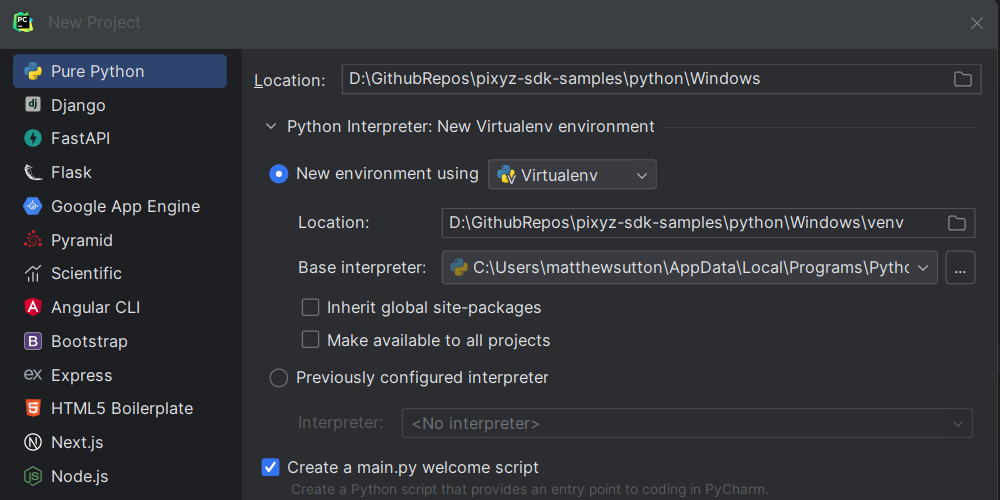 PC
New Project
Pure Python
dj Django
FastAPI
Flask
Google App Engine
Pyramid
Scientific
A Angular CLI
B Bootstrap
ex Express
5 HTML5 Boilerplate
N Next.js
JS Node.js
Location: D:\GithubRepos\pixyz-sdk-samples\python\Windows
Python Interpreter: New Virtualenv environment
New environment using Virtualenv
Location: D:\GithubRepos\pixyz-sdk-samples\python\Windows\venv
Base interpreter: C:\Users\matthewsutton\AppData\Local\Programs\Pytho ...
Inherit global site-packages
Make available to all projects
Previously configured interpreter
Interpreter: <No interpreter>
Create a main.py welcome script
Create a Python script that provides an entry point to coding in PyCharm.